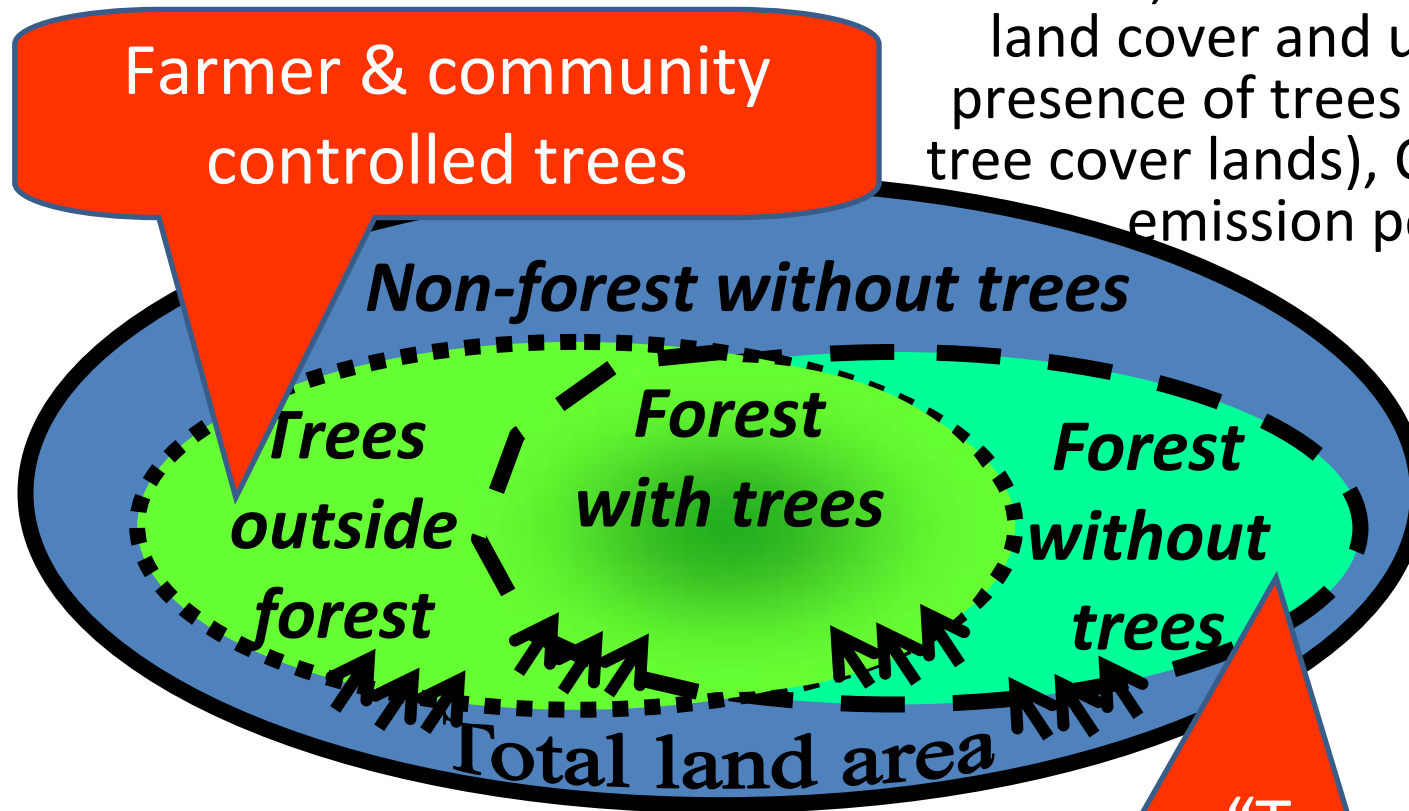 Farmer & community
controlled trees
land cover and
presence of trees
tree cover lands),
emission
Non-forest without trees
Trees
outside
forest
Forest
with trees
Forest
without
trees
Total land area